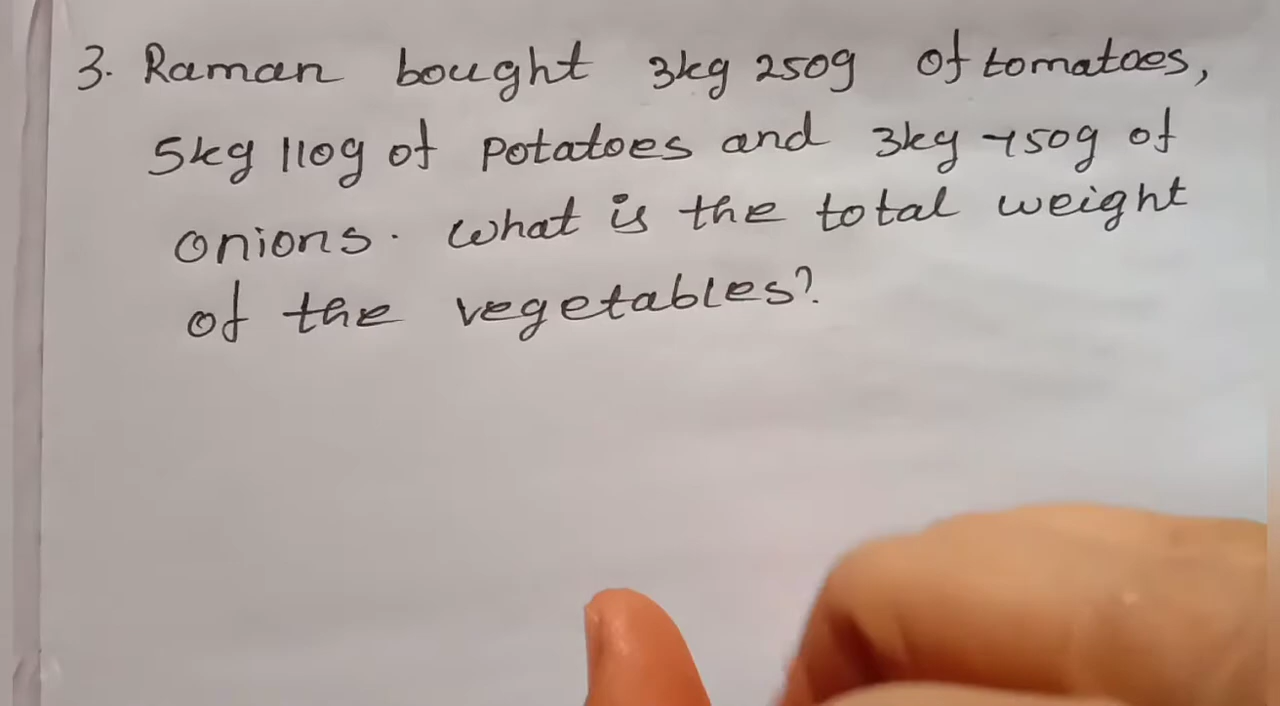 3. Raman bought 3kg 250g of tomatoes,
5kg 110g of potatoes and 3kg 750g of
onions. What is the total weight
of the vegetables?